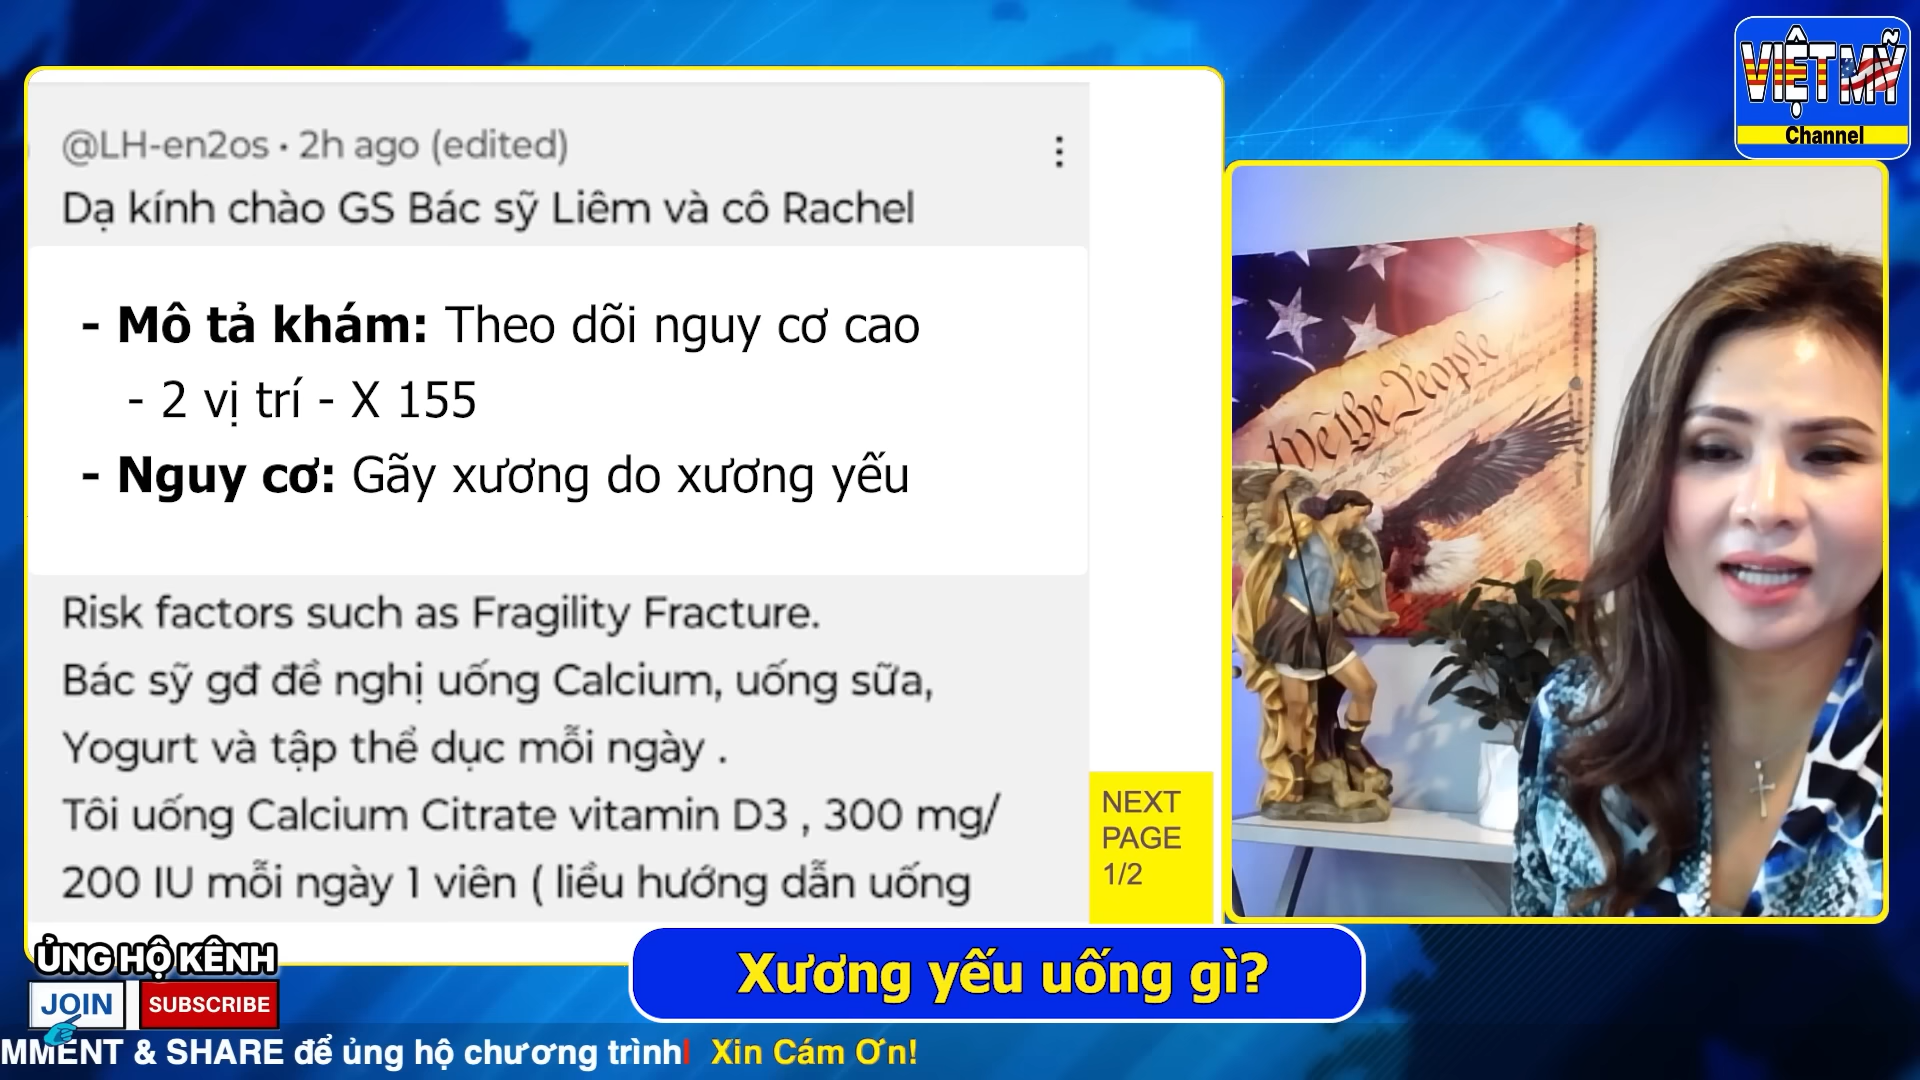 VIỆT MỸ
Channel
@LH-en2os • 2h ago (edited)
Dạ kính chào GS Bác sỹ Liêm và cô Rachel
- Mô tả khám: Theo dõi nguy cơ cao
- 2 vị trí - X 155
- Nguy cơ: Gãy xương do xương yếu
Risk factors such as Fragility Fracture.
Bác sỹ gđ đề nghị uống Calcium, uống sữa,
Yogurt và tập thể dục mỗi ngày .
Tôi uống Calcium Citrate vitamin D3 , 300 mg/
200 IU mỗi ngày 1 viên ( liều hướng dẫn uống
NEXT
PAGE
1/2
We the People
ỦNG HỘ KÊNH
JOIN
SUBSCRIBE
Xương yếu uống gì?
MMENT & SHARE để ủng hộ chương trình! Xin Cám Ơn!